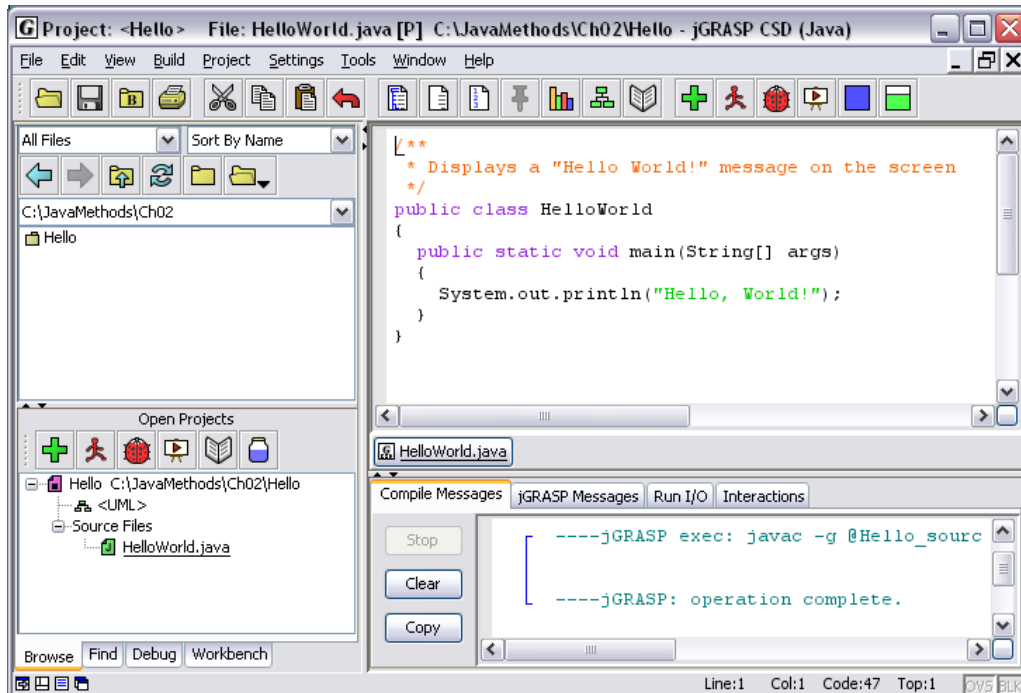 Project: <Hello> File: HelloWorld.java [P] C:\JavaMethods\Ch02\Hello - jGRASP CSD (Java)
File Edit View Build Project Settings Tools Window Help
All Files Sort By Name
C:\JavaMethods\Ch02
Hello
/**
* Displays a "Hello World!" message on the screen
*/
public class HelloWorld
{
public static void main(String[] args)
{
System.out.println("Hello, World!");
}
}
HelloWorld.java
Open Projects
Hello C:\JavaMethods\Ch02\Hello
<UML>
Source Files
HelloWorld.java
Browse Find Debug Workbench
Compile Messages jGRASP Messages Run I/O Interactions
Stop
Clear
Copy
----jGRASP exec: javac -g @Hello_sourc
----jGRASP: operation complete.
Line:1 Col:1 Code:47 Top:1 OVS BLK